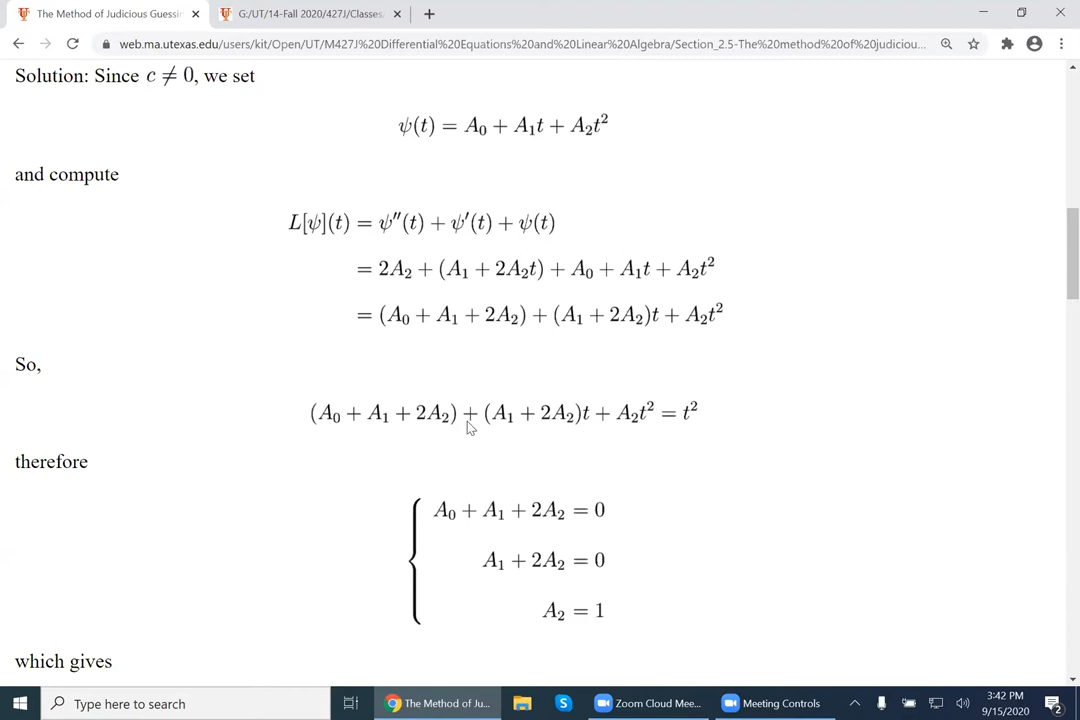 The Method of Judicious Guessin
G:/UT/14-Fall 2020/427J/Classes
web.ma.utexas.edu/users/kit/Open/UT/M427J%20Differential%20Equations%20and%20Linear%20Algebra/Section_2.5-The%20method%20of%20judiciou...
Solution: Since c ≠ 0, we set
ψ(t) = A₀ + A₁t + A₂t²
and compute
L[ψ](t) = ψ″(t) + ψ′(t) + ψ(t)
= 2A₂ + (A₁ + 2A₂t) + A₀ + A₁t + A₂t²
= (A₀ + A₁ + 2A₂) + (A₁ + 2A₂)t + A₂t²
So,
(A₀ + A₁ + 2A₂) + (A₁ + 2A₂)t + A₂t² = t²
therefore
A₀ + A₁ + 2A₂ = 0
A₁ + 2A₂ = 0
A₂ = 1
which gives
Type here to search
The Method of Ju...
Zoom Cloud Mee...
Meeting Controls
3:42 PM
9/15/2020
2